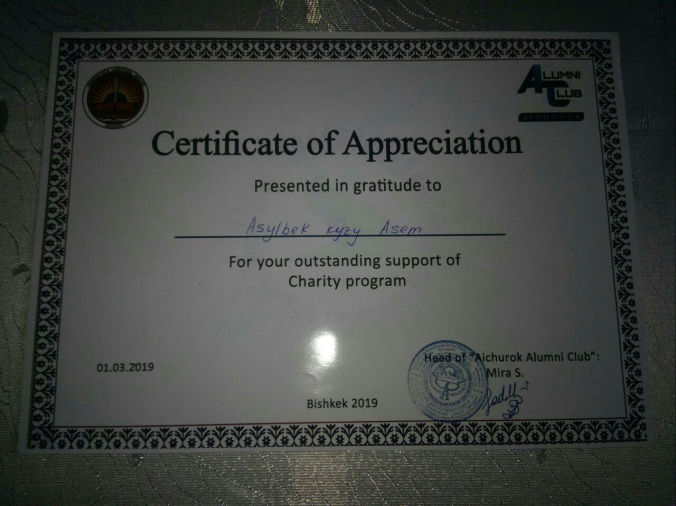 ALUMNI
CLUB
AICHUROK
Certificate of Appreciation
Presented in gratitude to
Asylbek kyzy Asem
For your outstanding support of
Charity program
01.03.2019
Head of "Aichurok Alumni Club":
Mira S.
Bishkek 2019